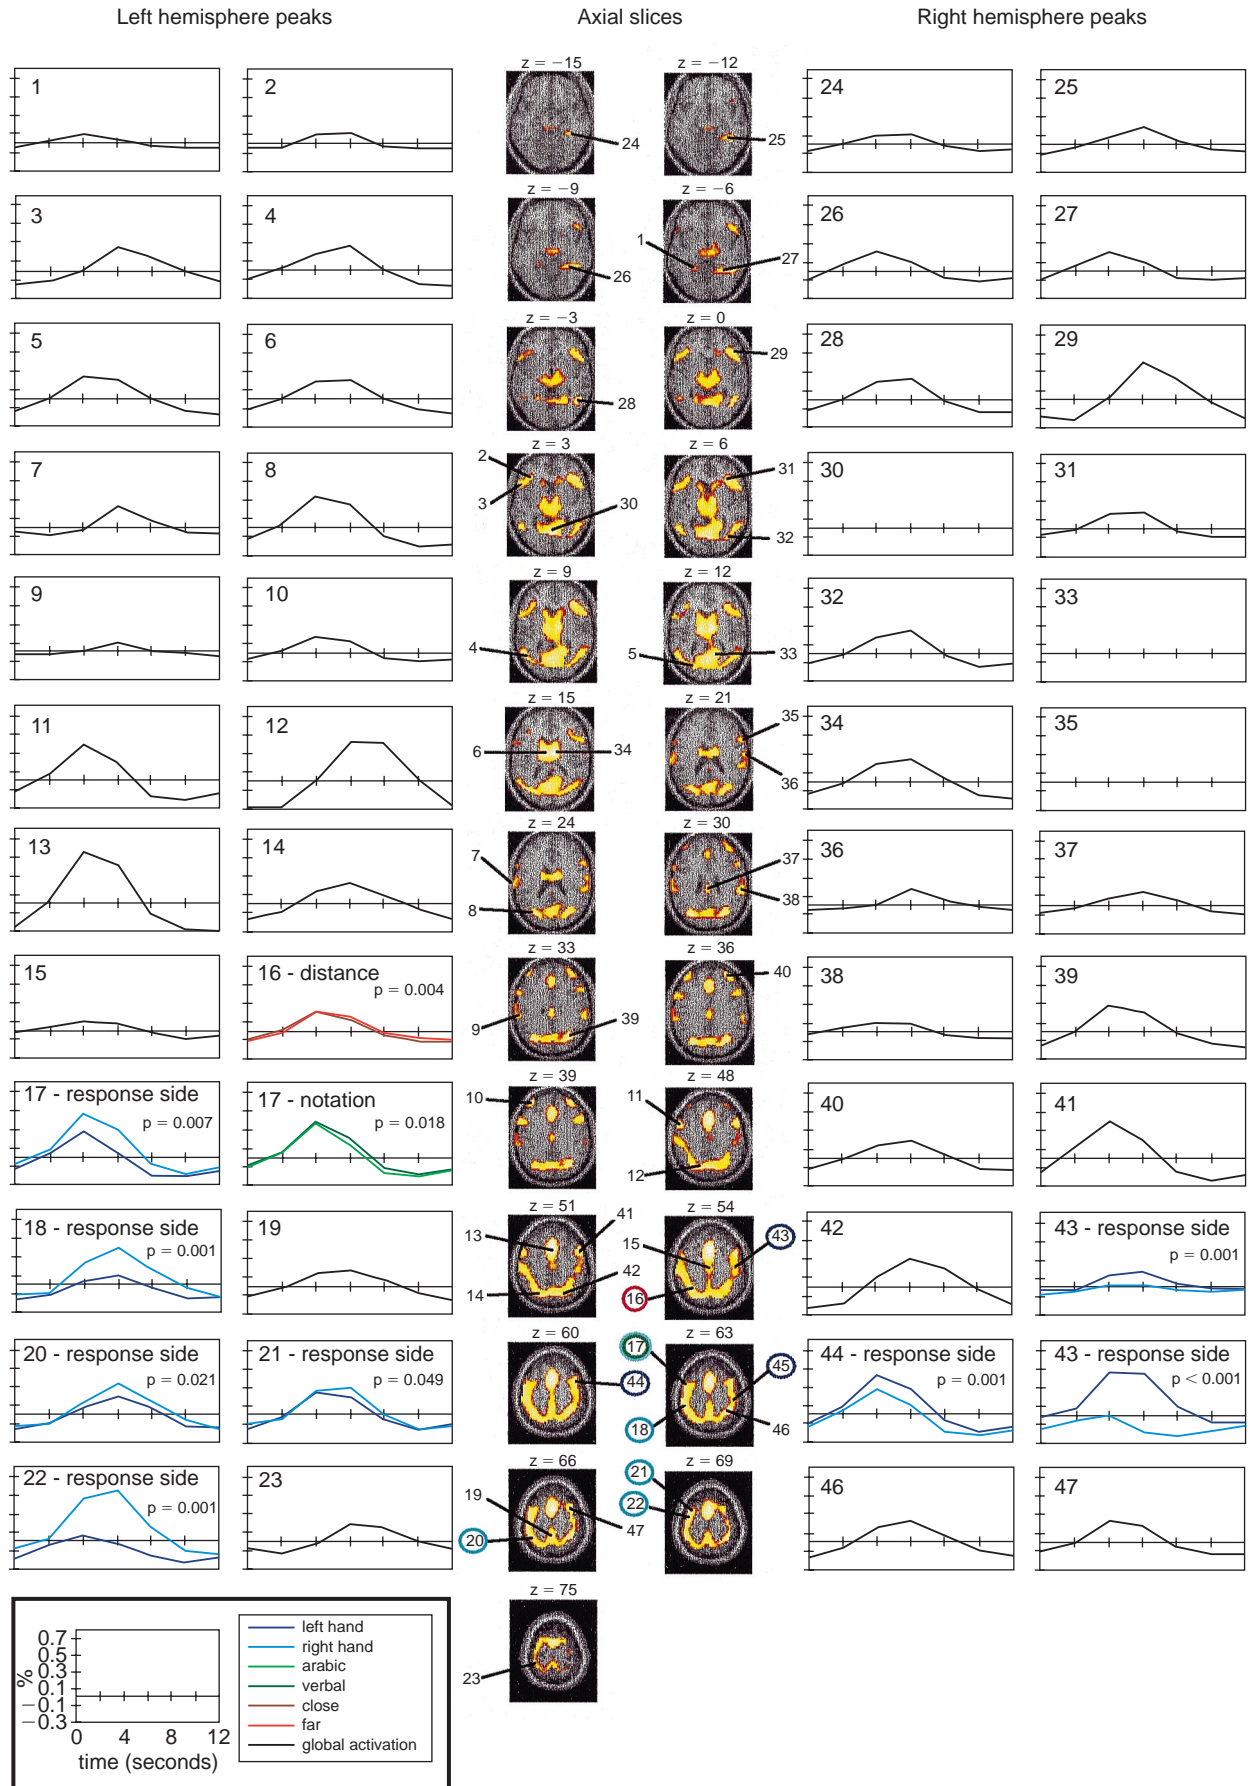 Left hemisphere peaks
Axial slices
Right hemisphere peaks
z = −15
z = −12
1
2
24
25
24
25
z = −9
z = −6
3
4
1
26
27
26
27
z = −3
z = 0
5
6
29
28
28
29
z = 3
z = 6
7
8
2
3
30
31
32
30
31
z = 9
z = 12
9
10
4
5
33
32
33
z = 15
z = 21
11
12
6
34
35
36
34
35
z = 24
z = 30
13
14
7
8
37
38
36
37
z = 33
z = 36
15
16 - distance
p = 0.004
9
39
40
38
39
z = 39
z = 48
17 - response side
p = 0.007
17 - notation
p = 0.018
10
11
12
40
41
z = 51
z = 54
18 - response side
p = 0.001
19
13
14
41
42
15
16
43
42
43 - response side
p = 0.001
z = 60
z = 63
20 - response side
p = 0.021
21 - response side
p = 0.049
44
17
18
45
46
44 - response side
p = 0.001
43 - response side
p < 0.001
z = 66
z = 69
22 - response side
p = 0.001
23
19
20
47
21
22
46
47
z = 75
23
0.7
0.5
0.3
0.1
−0.1
−0.3
%
0
4
8
12
time (seconds)
left hand
right hand
arabic
verbal
close
far
global activation